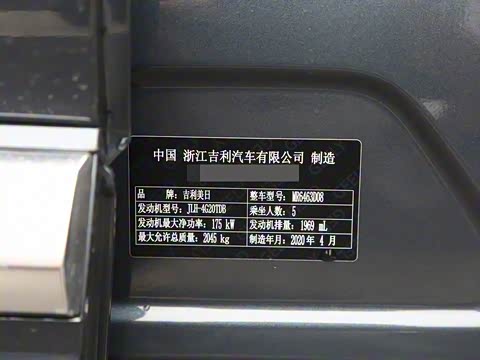 中国 浙江吉利汽车有限公司 制造
品 牌：吉利美日 整车型号：MR6463D08
发动机型号：JLH-4G20TDB 乘坐人数：5
发动机最大净功率：175 kW 发动机排量：1969 mL
最大允许总质量：2045 kg 制造年月：2020 年 4 月